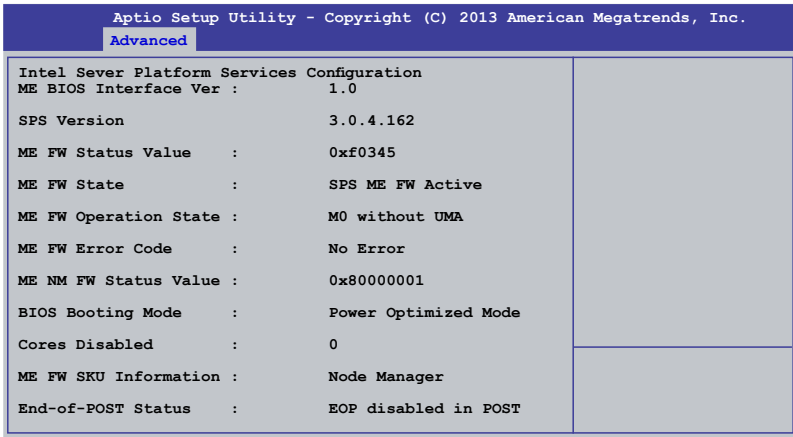 Aptio Setup Utility - Copyright (C) 2013 American Megatrends, Inc.
Advanced
Intel Sever Platform Services Configuration
ME BIOS Interface Ver : 1.0
SPS Version 3.0.4.162
ME FW Status Value : 0xf0345
ME FW State : SPS ME FW Active
ME FW Operation State : M0 without UMA
ME FW Error Code : No Error
ME NM FW Status Value : 0x80000001
BIOS Booting Mode : Power Optimized Mode
Cores Disabled : 0
ME FW SKU Information : Node Manager
End-of-POST Status : EOP disabled in POST